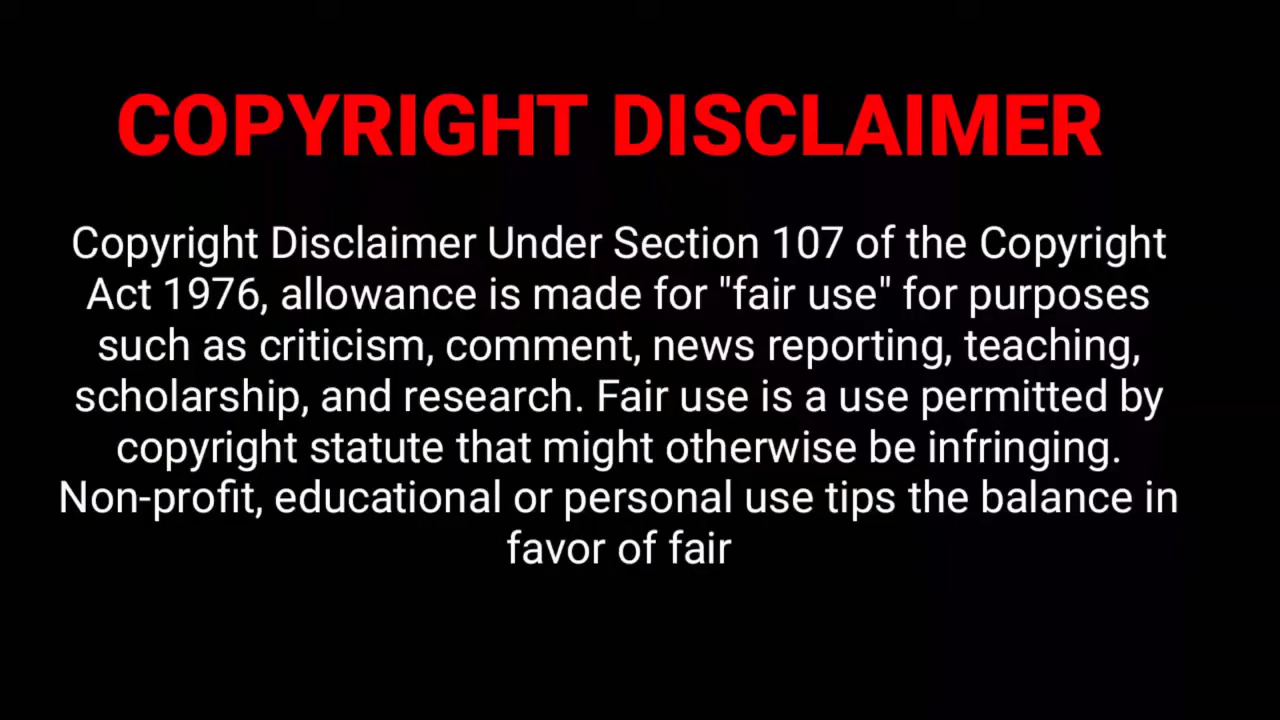 COPYRIGHT DISCLAIMER
Copyright Disclaimer Under Section 107 of the Copyright
Act 1976, allowance is made for "fair use" for purposes
such as criticism, comment, news reporting, teaching,
scholarship, and research. Fair use is a use permitted by
copyright statute that might otherwise be infringing.
Non-profit, educational or personal use tips the balance in
favor of fair